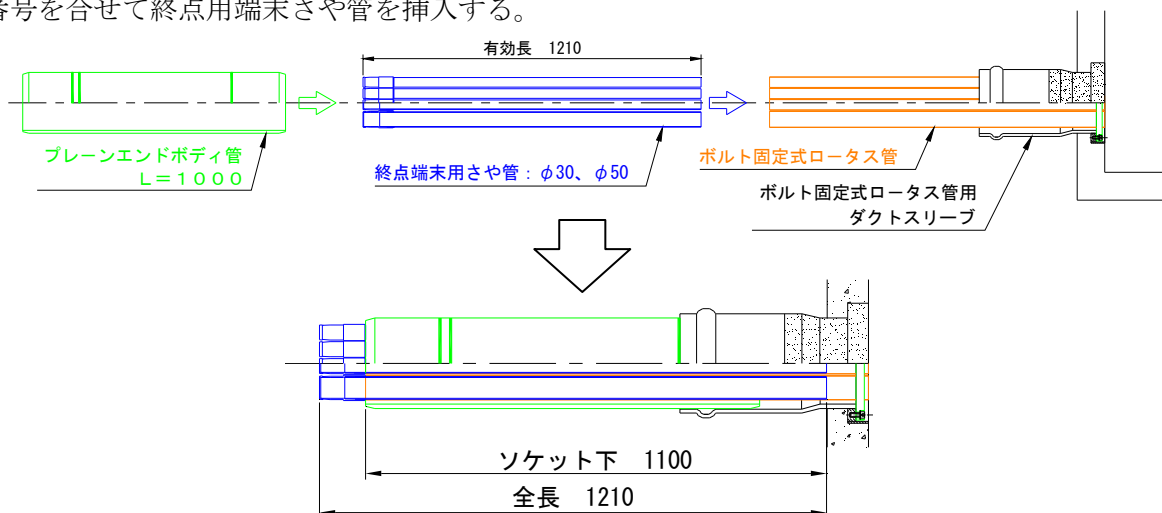 番号を合せて終点用端末さや管を挿入する。
有効長 1210
プレーンエンドボディ管
L=1000
終点端末用さや管：φ30、φ50
ボルト固定式ロータス管
ボルト固定式ロータス管用
ダクトスリーブ
ソケット下 1100
全長 1210